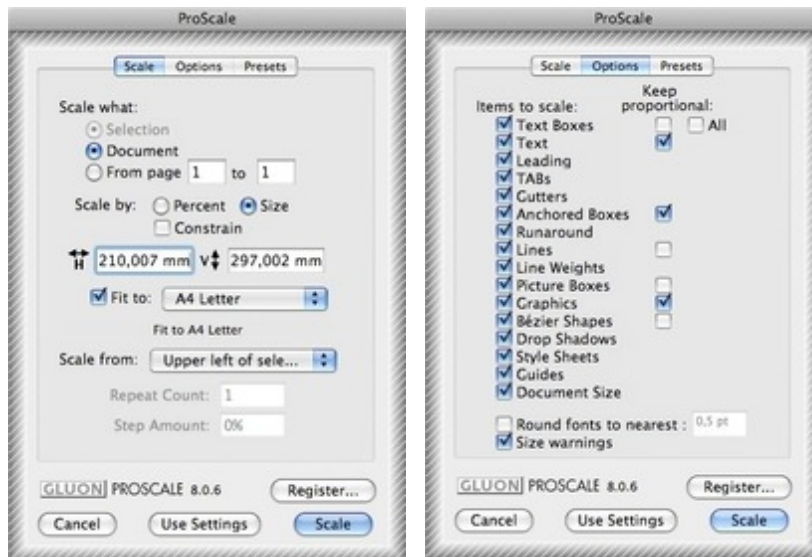 ProScale
Scale Options Presets
Scale what:
Selection
Document
From page 1 to 1
Scale by: Percent Size
Constrain
H 210,007 mm V 297,002 mm
Fit to: A4 Letter
Fit to A4 Letter
Scale from: Upper left of sele...
Repeat Count: 1
Step Amount: 0%
GLUON PROSCALE 8.0.6 Register...
Cancel Use Settings Scale
ProScale
Scale Options Presets
Keep
Items to scale: proportional:
Text Boxes All
Text
Leading
TABs
Gutters
Anchored Boxes
Runaround
Lines
Line Weights
Picture Boxes
Graphics
Bézier Shapes
Drop Shadows
Style Sheets
Guides
Document Size
Round fonts to nearest : 0,5 pt
Size warnings
GLUON PROSCALE 8.0.6 Register...
Cancel Use Settings Scale